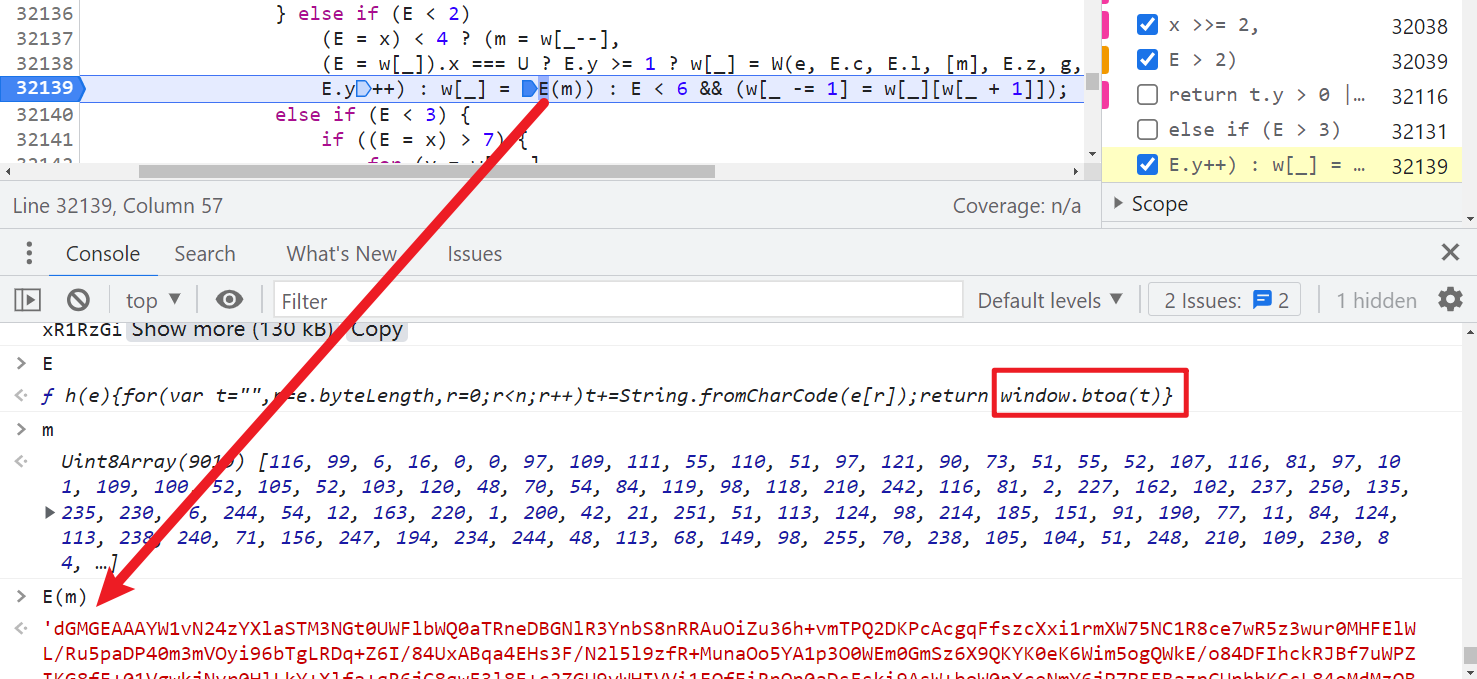 32136 } else if (E < 2)
32137 (E = x) < 4 ? (m = w[_--],
32138 (E = w[_]).x === U ? E.y >= 1 ? w[_] = W(e, E.c, E.l, [m], E.z, g,
32139 E.y++) : w[_] = E(m)) : E < 6 && (w[_ -= 1] = w[_][w[_ + 1]]);
32140 else if (E < 3) {
32141 if ((E = x) > 7) {
x >>= 2, 32038
E > 2) 32039
return t.y > 0 |… 32116
else if (E > 3) 32131
E.y++) : w[_] = … 32139
Line 32139, Column 57 Coverage: n/a
Scope
Console Search What's New Issues
top Filter Default levels 2 Issues: 2 1 hidden
xR1RzGi Show more (130 kB) Copy
E
ƒ h(e){for(var t="",n=e.byteLength,r=0;r<n;r++)t+=String.fromCharCode(e[r]);return window.btoa(t)}
m
Uint8Array(9019) [116, 99, 6, 16, 0, 0, 97, 109, 111, 55, 110, 51, 97, 121, 90, 73, 51, 55, 52, 107, 116, 81, 97, 10
1, 109, 100, 52, 105, 52, 103, 120, 48, 70, 54, 84, 119, 98, 118, 210, 242, 116, 81, 2, 227, 162, 102, 237, 250, 135,
235, 230, 6, 244, 54, 12, 163, 220, 1, 200, 42, 21, 251, 51, 113, 124, 98, 214, 185, 151, 91, 190, 77, 11, 84, 124,
113, 238, 240, 71, 156, 247, 194, 234, 244, 48, 113, 68, 149, 98, 255, 70, 238, 105, 104, 51, 248, 210, 109, 230, 8
4, …]
E(m)
'dGMGEAAAYW1vN24zYXlaSTM3NGt0UWFlbWQ0aTRneDBGNlR3YnbS8nRRAuOiZu36h+vmTPQ2DKPcAcgqFfszcXxi1rmXW75NC1R8ce7wR5z3wur0MHFElW
L/Ru5paDP40m3mVOyi96bTgLRDq+Z6I/84UxABqa4EHs3F/N2l5l9zfR+MunaOo5YA1p3O0WEm0GmSz6X9QKYK0eK6Wim5ogQWkE/o84DFIhckRJBf7uWPZ